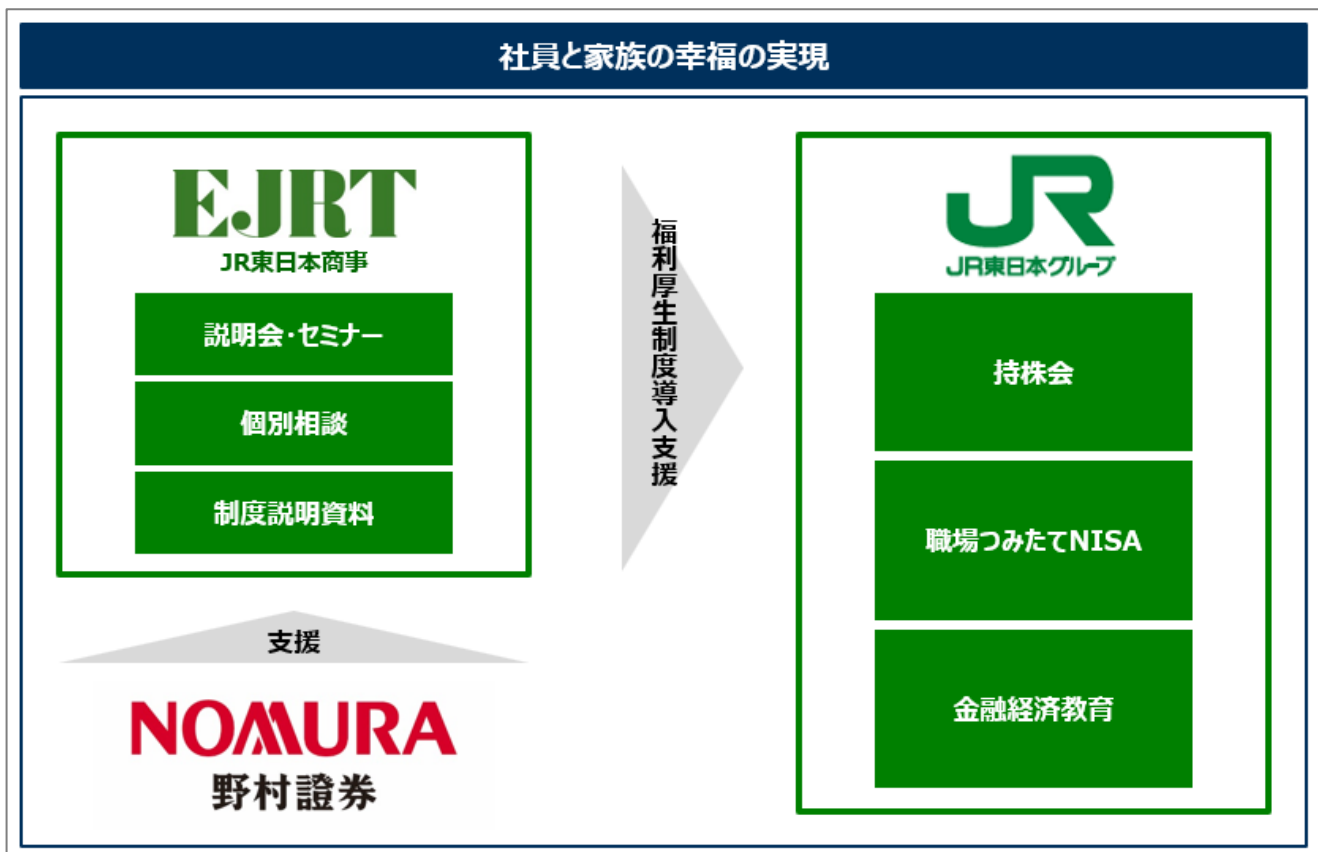 社員と家族の幸福の実現
EJRT
JR東日本商事
説明会・セミナー
個別相談
制度説明資料
支援
NOMURA
野村證券
福利厚生制度導入支援
JR
JR東日本グループ
持株会
職場つみたてNISA
金融経済教育